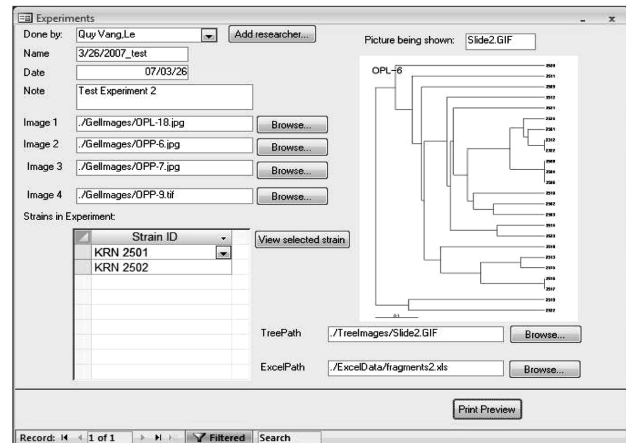 Experiments
Done by: Quy Vang,Le Add researcher...
Name 3/26/2007_test
Date 07/03/26
Note Test Experiment 2
Image 1 ./GelImages/OPL-18.jpg Browse...
Image 2 ./GelImages/OPP-6.jpg Browse...
Image 3 ./GelImages/OPP-7.jpg Browse...
Image 4 ./GelImages/OPP-9.tif Browse...
Strains in Experiment:
Strain ID
KRN 2501
KRN 2502
View selected strain
Picture being shown: Slide2.GIF
OPL-6
TreePath ./TreeImages/Slide2.GIF Browse...
ExcelPath ./ExcelData/fragments2.xls Browse...
Print Preview
Record: 1 of 1 Filtered Search